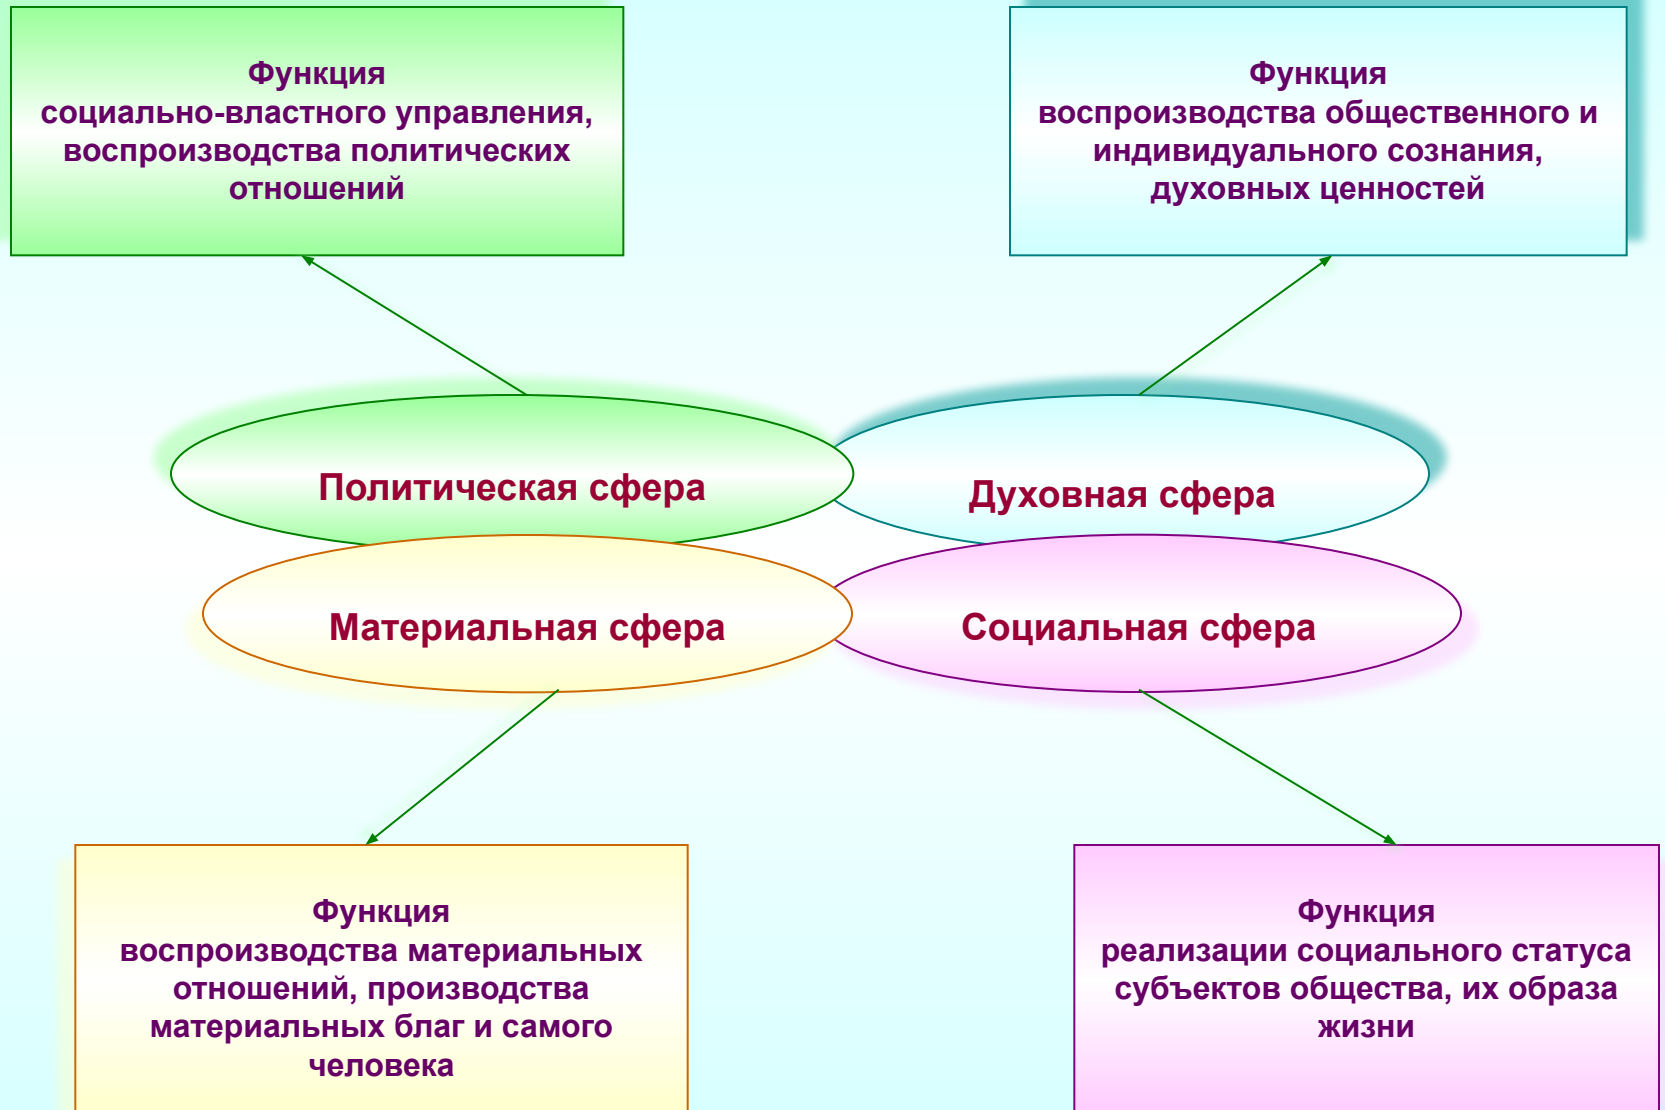 Функция
социально-властного управления,
воспроизводства политических
отношений
Функция
воспроизводства общественного и
индивидуального сознания,
духовных ценностей
Политическая сфера
Духовная сфера
Материальная сфера
Социальная сфера
Функция
воспроизводства материальных
отношений, производства
материальных благ и самого
человека
Функция
реализации социального статуса
субъектов общества, их образа
жизни